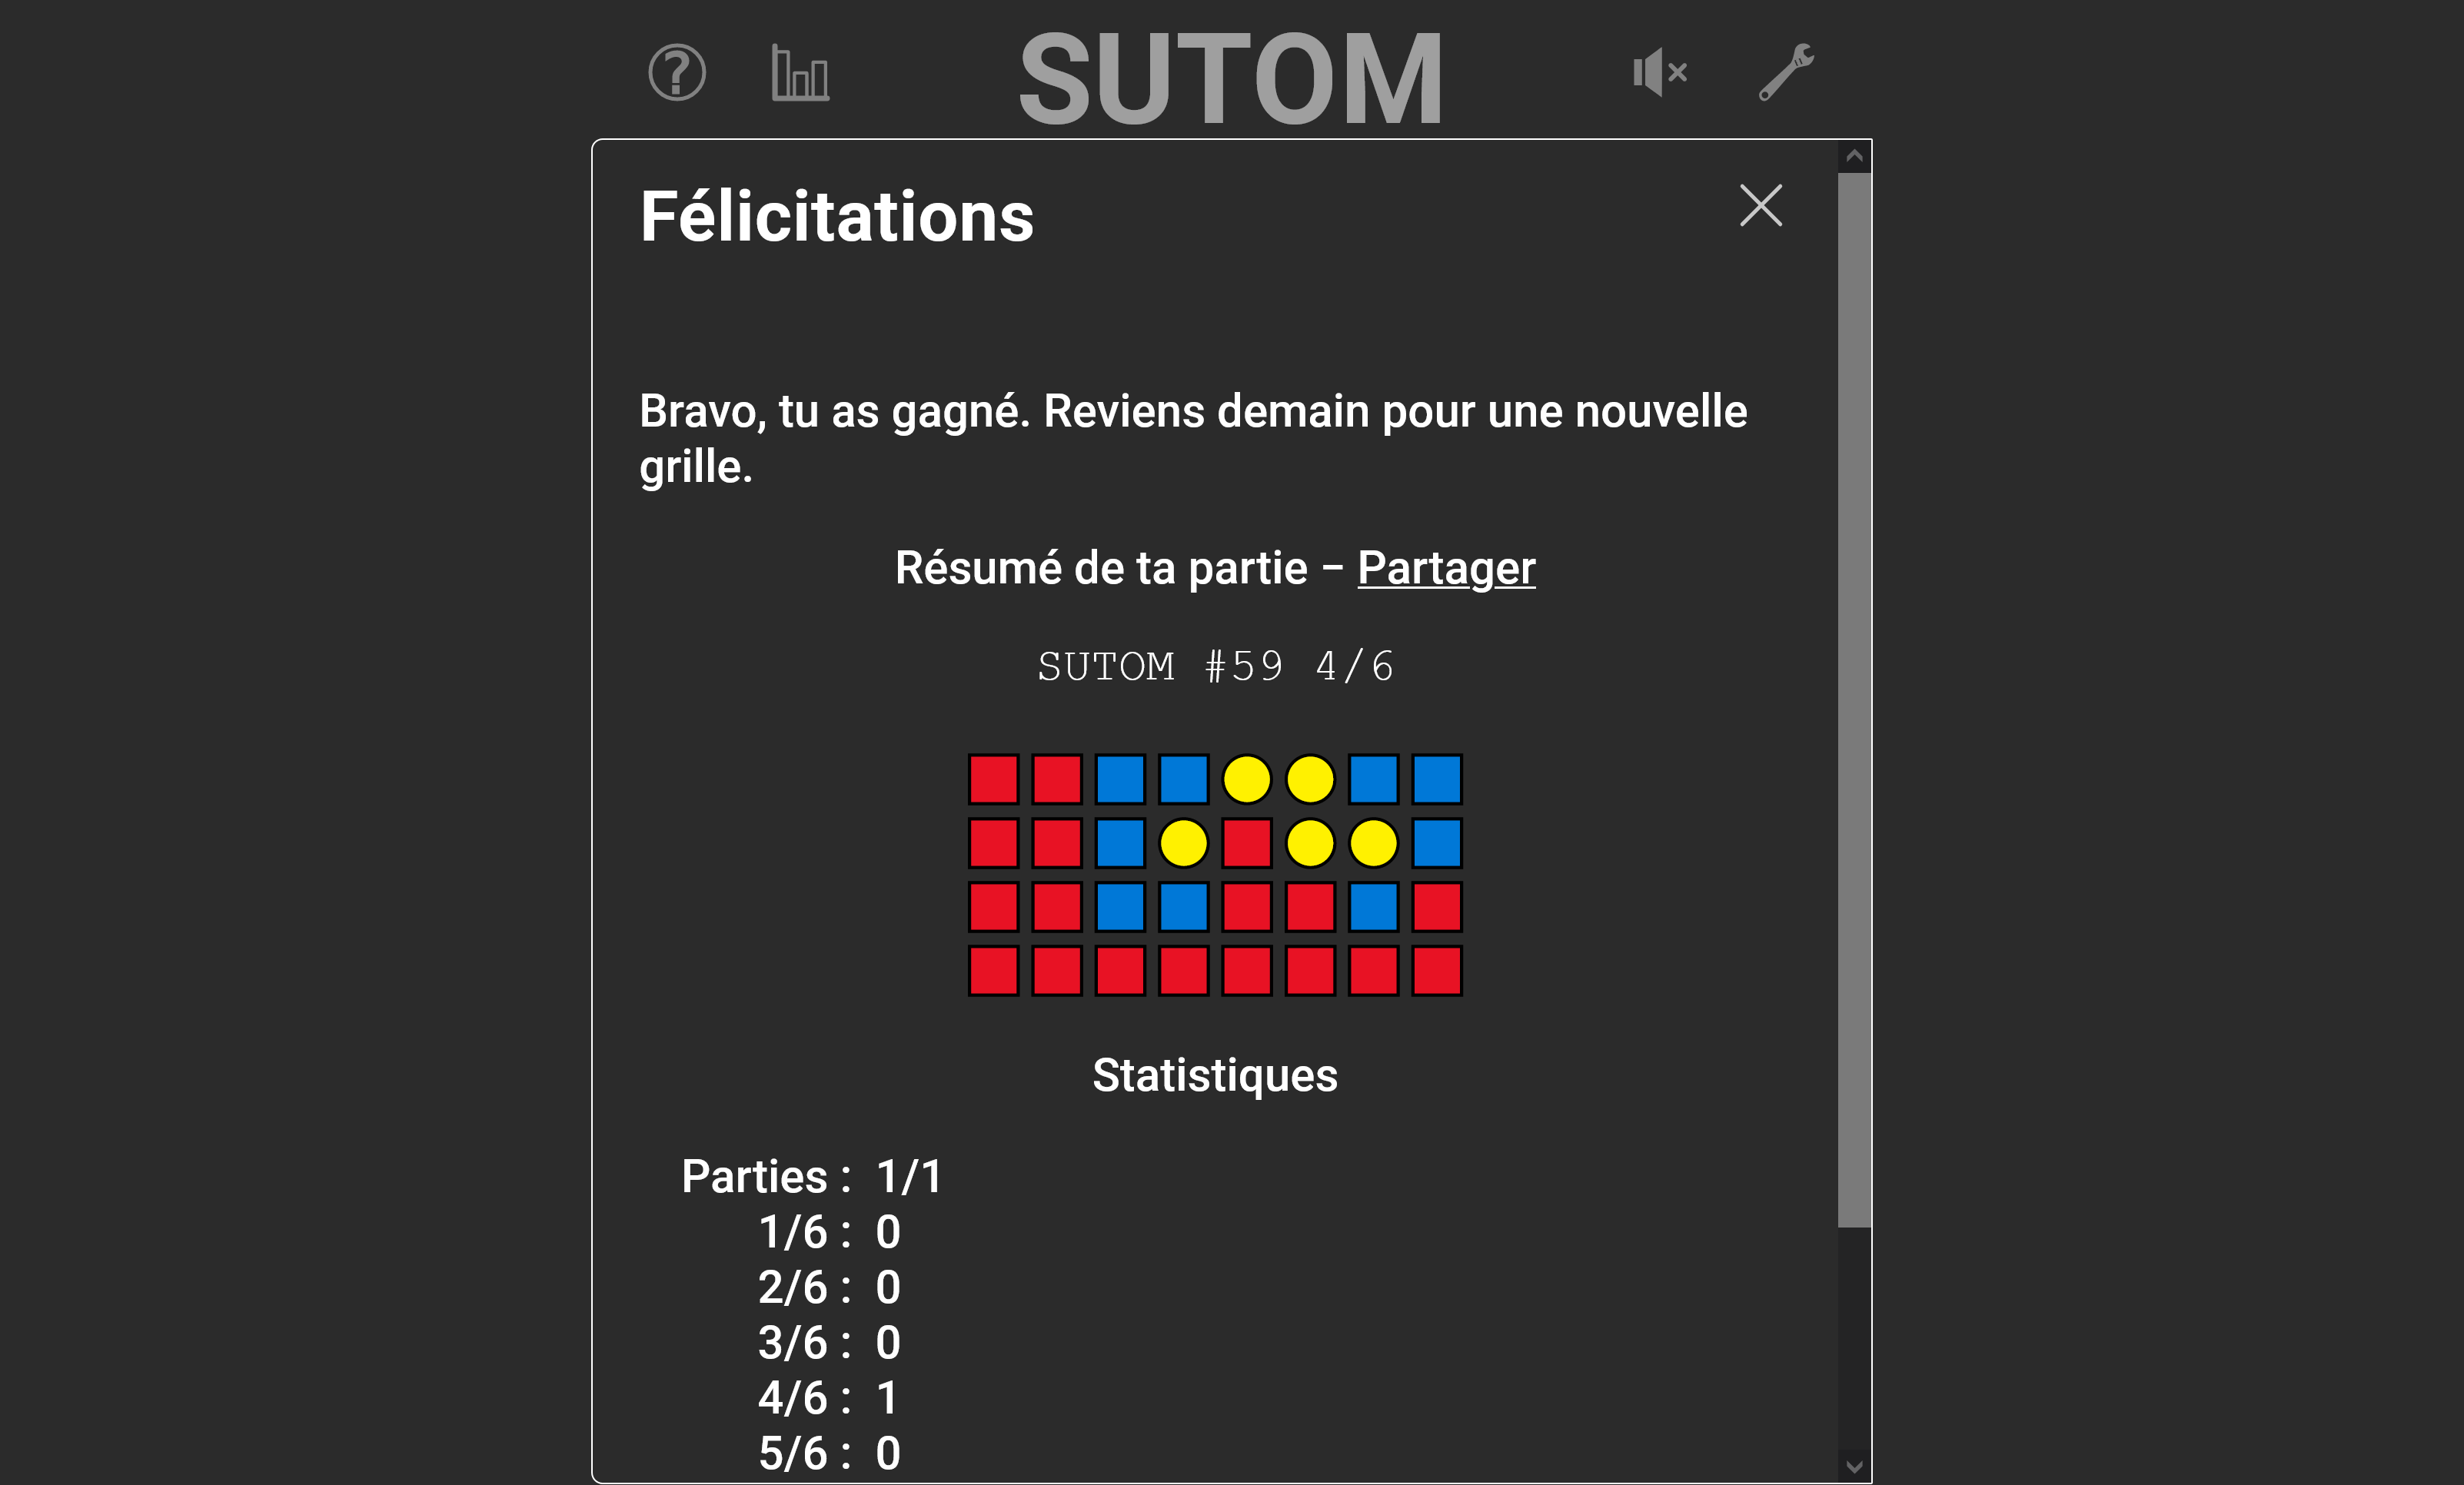 SUTOM
Félicitations
Bravo, tu as gagné. Reviens demain pour une nouvelle
grille.
Résumé de ta partie – Partager
SUTOM #59 4/6
Statistiques
Parties : 1/1
1/6 : 0
2/6 : 0
3/6 : 0
4/6 : 1
5/6 : 0